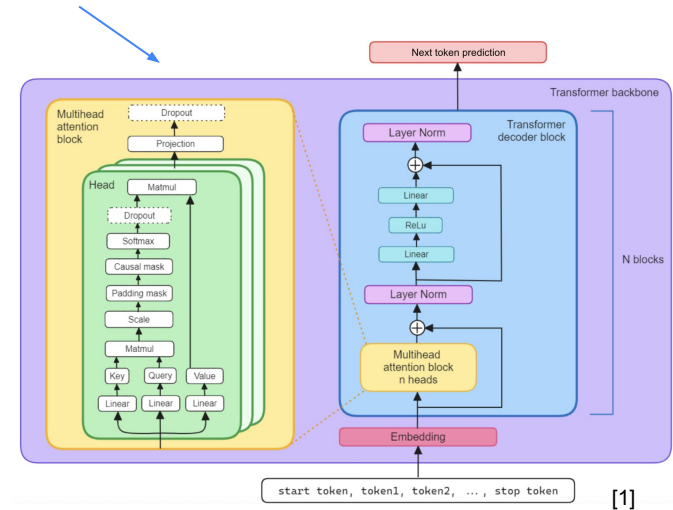 Next token prediction
Transformer backbone
Multihead
attention
block
Dropout
Projection
Head
Matmul
Dropout
Softmax
Causal mask
Padding mask
Scale
Matmul
Key
Query
Value
Linear
Linear
Linear
Transformer
decoder block
Layer Norm
Linear
ReLu
Linear
Layer Norm
Multihead
attention block
n heads
N blocks
Embedding
start token, token1, token2, ..., stop token
[1]